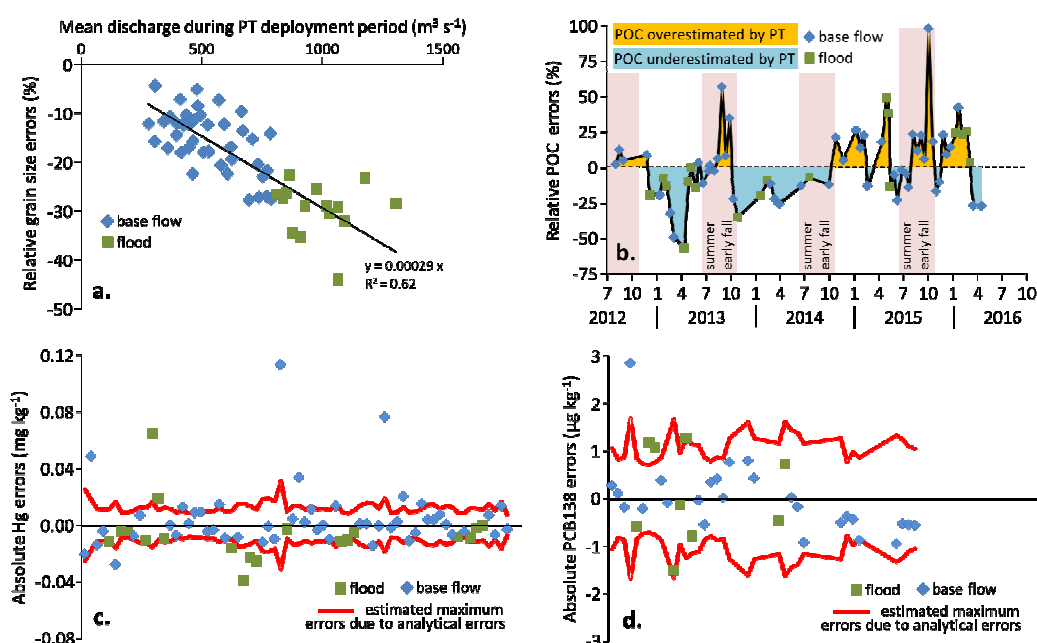 Mean discharge during PT deployment period (m³ s⁻¹)
0 500 1000 1500
0
-10
-20
-30
-40
-50
Relative grain size errors (%)
base flow
flood
a.
y = 0.00029 x
R² = 0.62
POC overestimated by PT
POC underestimated by PT
base flow
flood
100
75
50
25
0
-25
-50
-75
Relative POC errors (%)
b.
summer
early fall
summer
early fall
summer
early fall
7 10 1 4 7 10 1 4 7 10 1 4 7 10 1 4 7 10
2012 2013 2014 2015 2016
0.12
0.08
0.04
0.00
-0.04
-0.08
Absolute Hg errors (mg kg⁻¹)
c.
flood
base flow
estimated maximum
errors due to analytical errors
3
2
1
0
-1
-2
-3
Absolute PCB138 errors (µg kg⁻¹)
d.
flood
base flow
estimated maximum
errors due to analytical errors